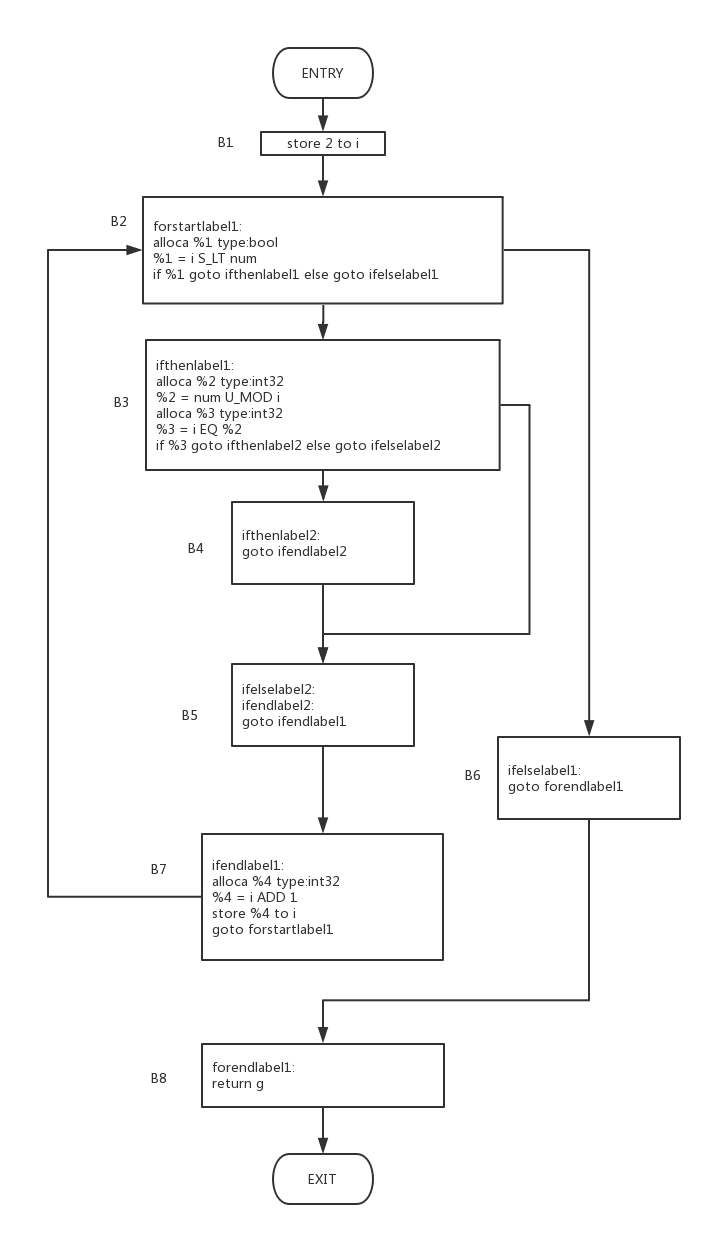 ENTRY
B1
store 2 to i
B2
forstartlabel1:
alloca %1 type:bool
%1 = i S_LT num
if %1 goto ifthenlabel1 else goto ifelselabel1
B3
ifthenlabel1:
alloca %2 type:int32
%2 = num U_MOD i
alloca %3 type:int32
%3 = i EQ %2
if %3 goto ifthenlabel2 else goto ifelselabel2
B4
ifthenlabel2:
goto ifendlabel2
B5
ifelselabel2:
ifendlabel2:
goto ifendlabel1
B6
ifelselabel1:
goto forendlabel1
B7
ifendlabel1:
alloca %4 type:int32
%4 = i ADD 1
store %4 to i
goto forstartlabel1
B8
forendlabel1:
return g
EXIT